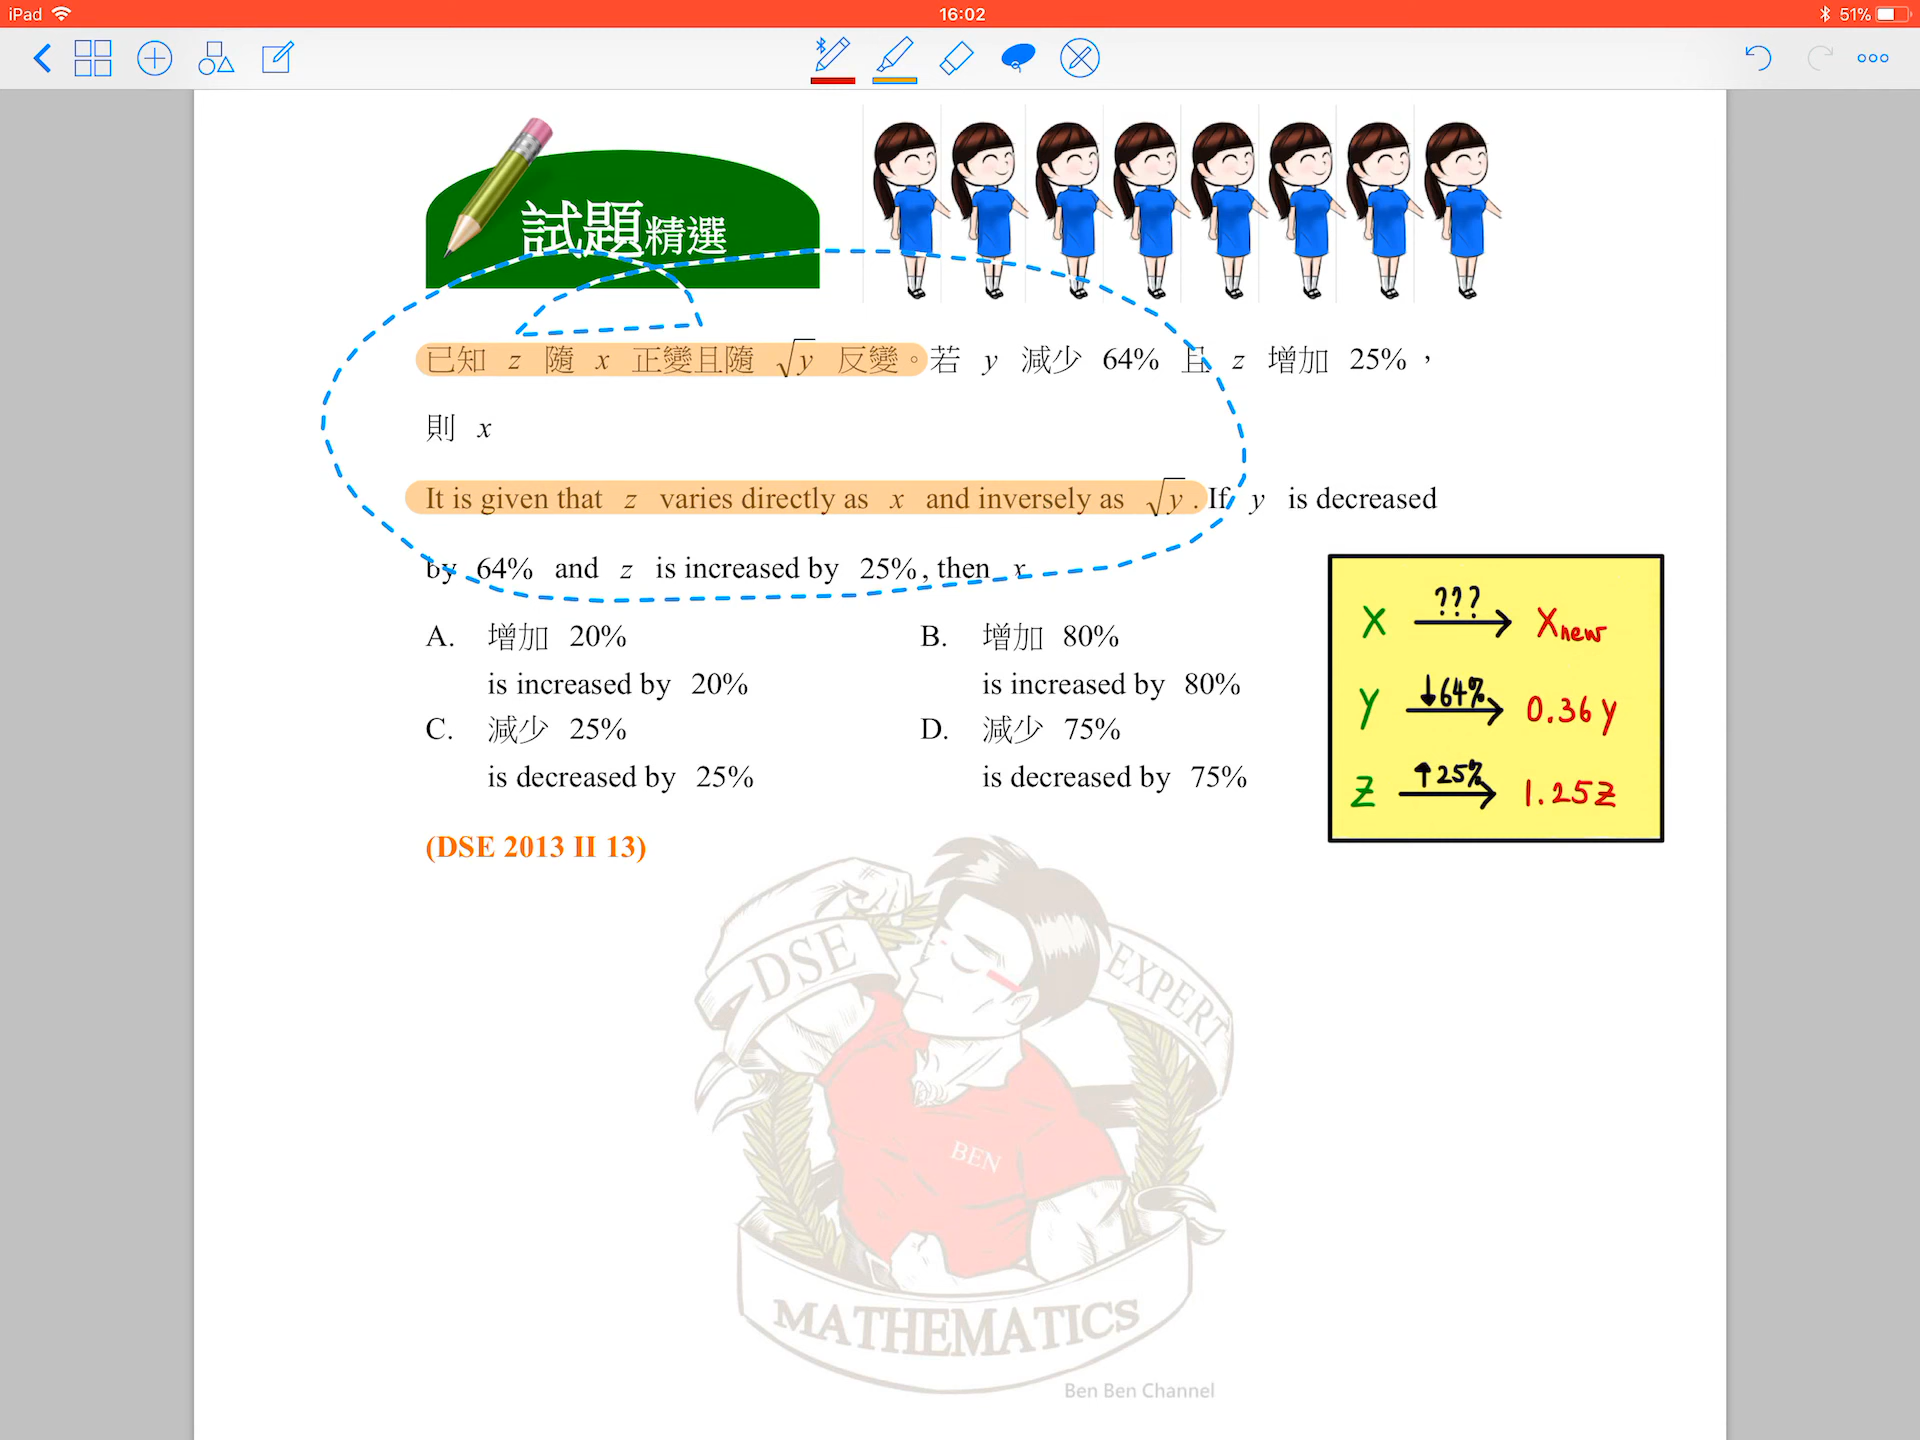 iPad 16:02 51%
試題精選
已知 z 隨 x 正變且隨 √y 反變。若 y 減少 64% 且 z 增加 25%，
則 x
It is given that z varies directly as x and inversely as √y. If y is decreased
by 64% and z is increased by 25%, then x
A. 增加 20%
is increased by 20%
B. 增加 80%
is increased by 80%
C. 減少 25%
is decreased by 25%
D. 減少 75%
is decreased by 75%
(DSE 2013 II 13)
X ??? → Xnew
Y ↓64% → 0.36Y
Z ↑25% → 1.25Z
DSE EXPERT
BEN
MATHEMATICS
Ben Ben Channel